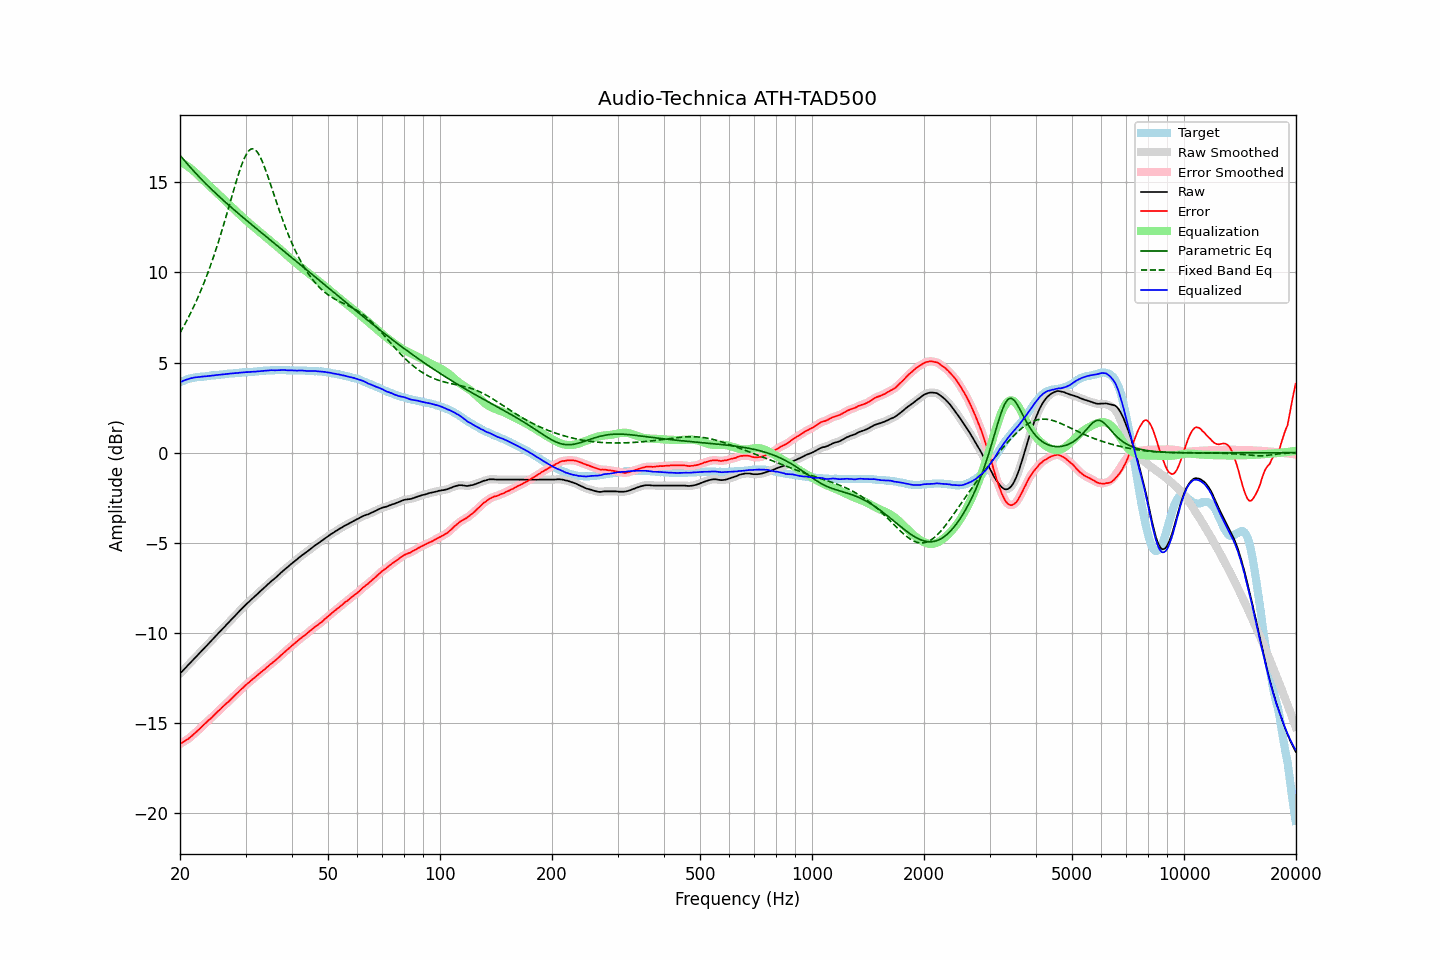 Audio-Technica ATH-TAD500
Target
Raw Smoothed
Error Smoothed
Raw
Error
Equalization
Parametric Eq
Fixed Band Eq
Equalized
15
10
5
0
−5
−10
−15
−20
Amplitude (dBr)
20 50 100 200 500 1000 2000 5000 10000 20000
Frequency (Hz)